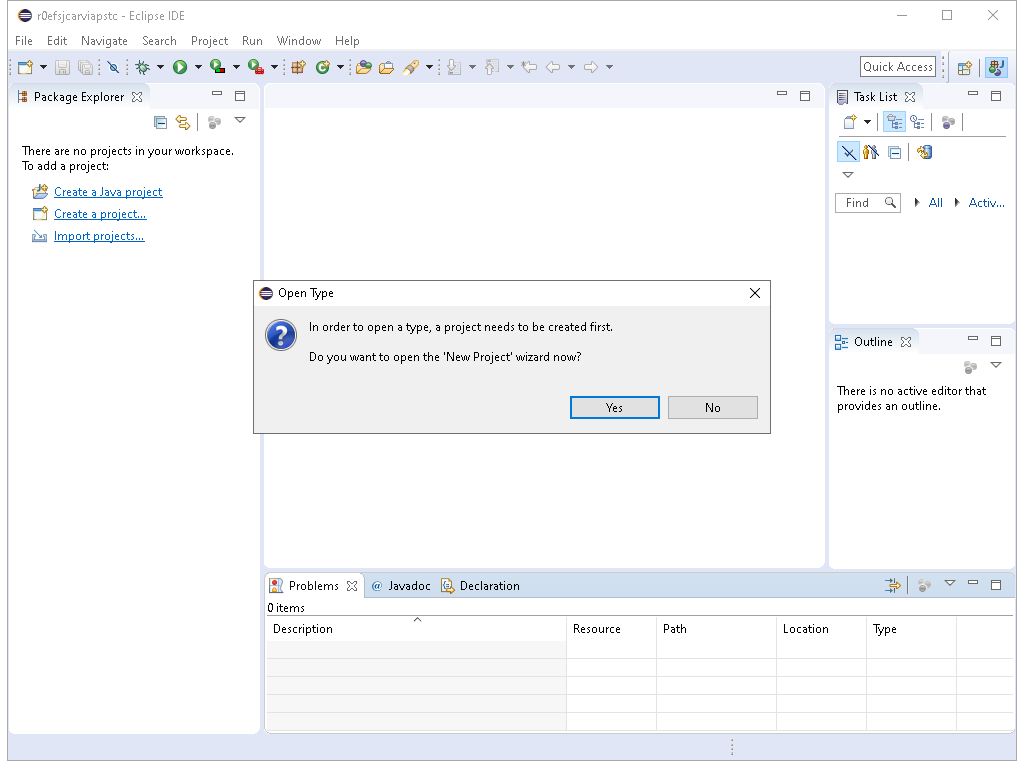 r0efsjcarviapstc - Eclipse IDE
File Edit Navigate Search Project Run Window Help
Quick Access
Package Explorer
Task List
There are no projects in your workspace.
To add a project:
Create a Java project
Create a project...
Import projects...
Find All Activ...
Open Type
In order to open a type, a project needs to be created first.
Do you want to open the 'New Project' wizard now?
Yes No
Outline
There is no active editor that
provides an outline.
Problems @ Javadoc Declaration
0 items
Description Resource Path Location Type